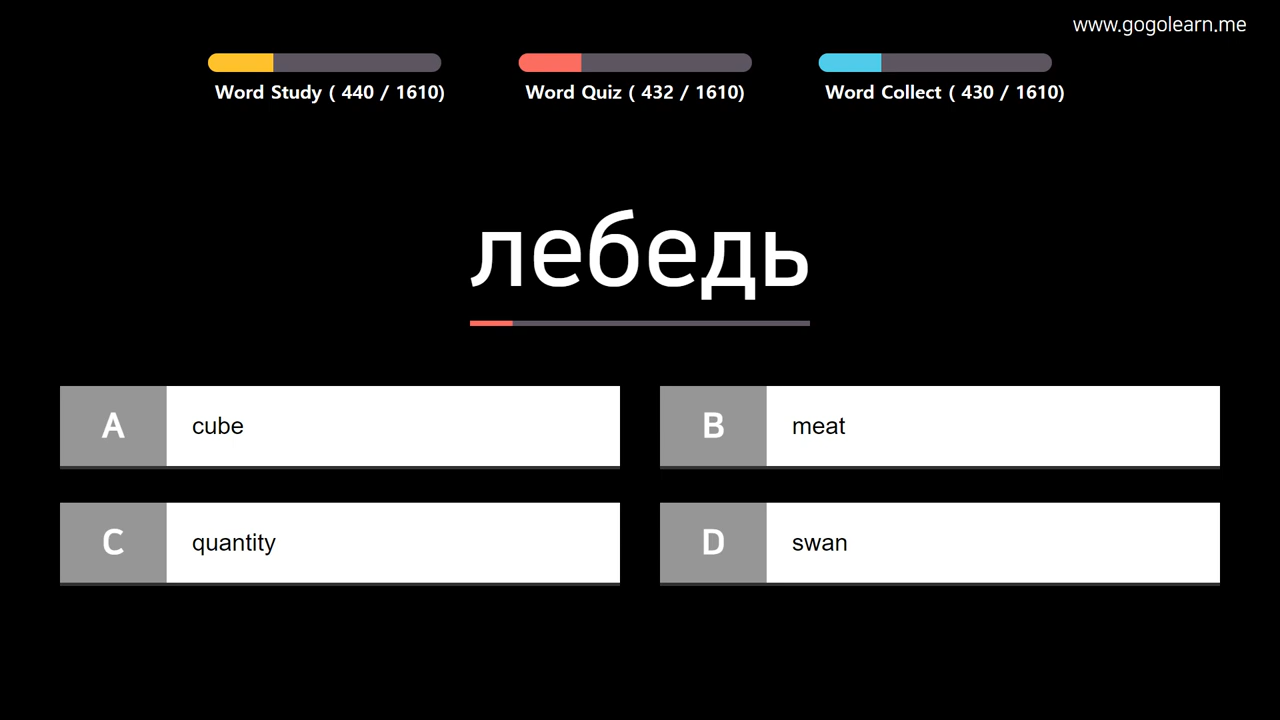 www.gogolearn.me
Word Study ( 440 / 1610)
Word Quiz ( 432 / 1610)
Word Collect ( 430 / 1610)
лебедь
A cube
B meat
C quantity
D swan